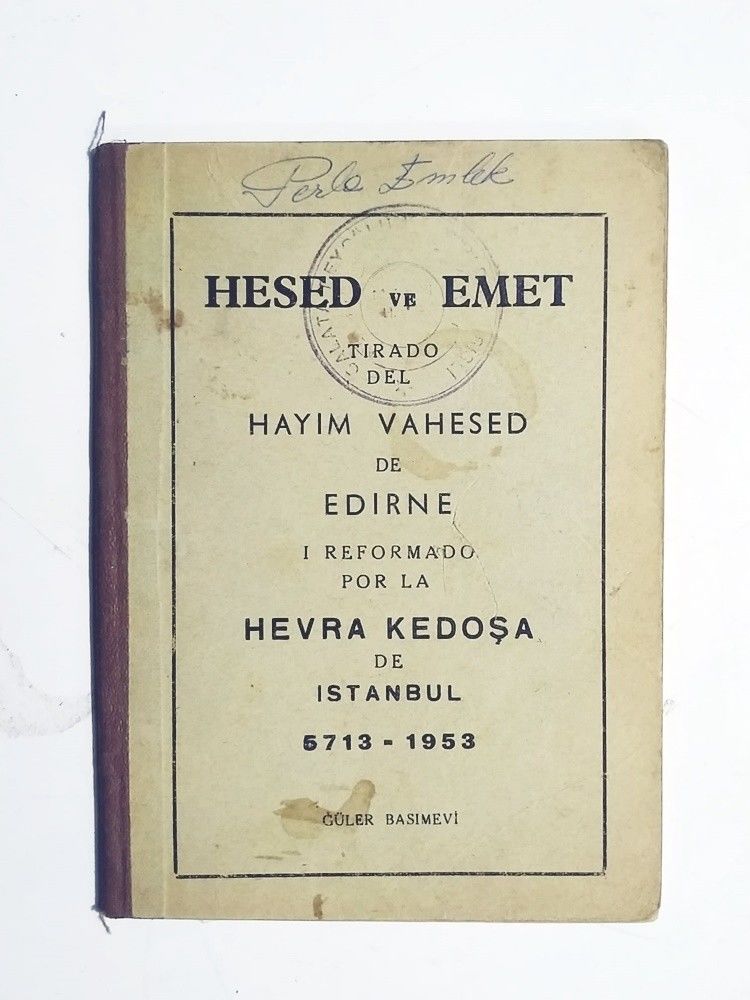 Perla Emlek
HESED VE EMET
TIRADO
DEL
HAYIM VAHESED
DE
EDIRNE
I REFORMADO
POR LA
HEVRA KEDOŞA
DE
ISTANBUL
5713 - 1953
GÜLER BASIMEVİ